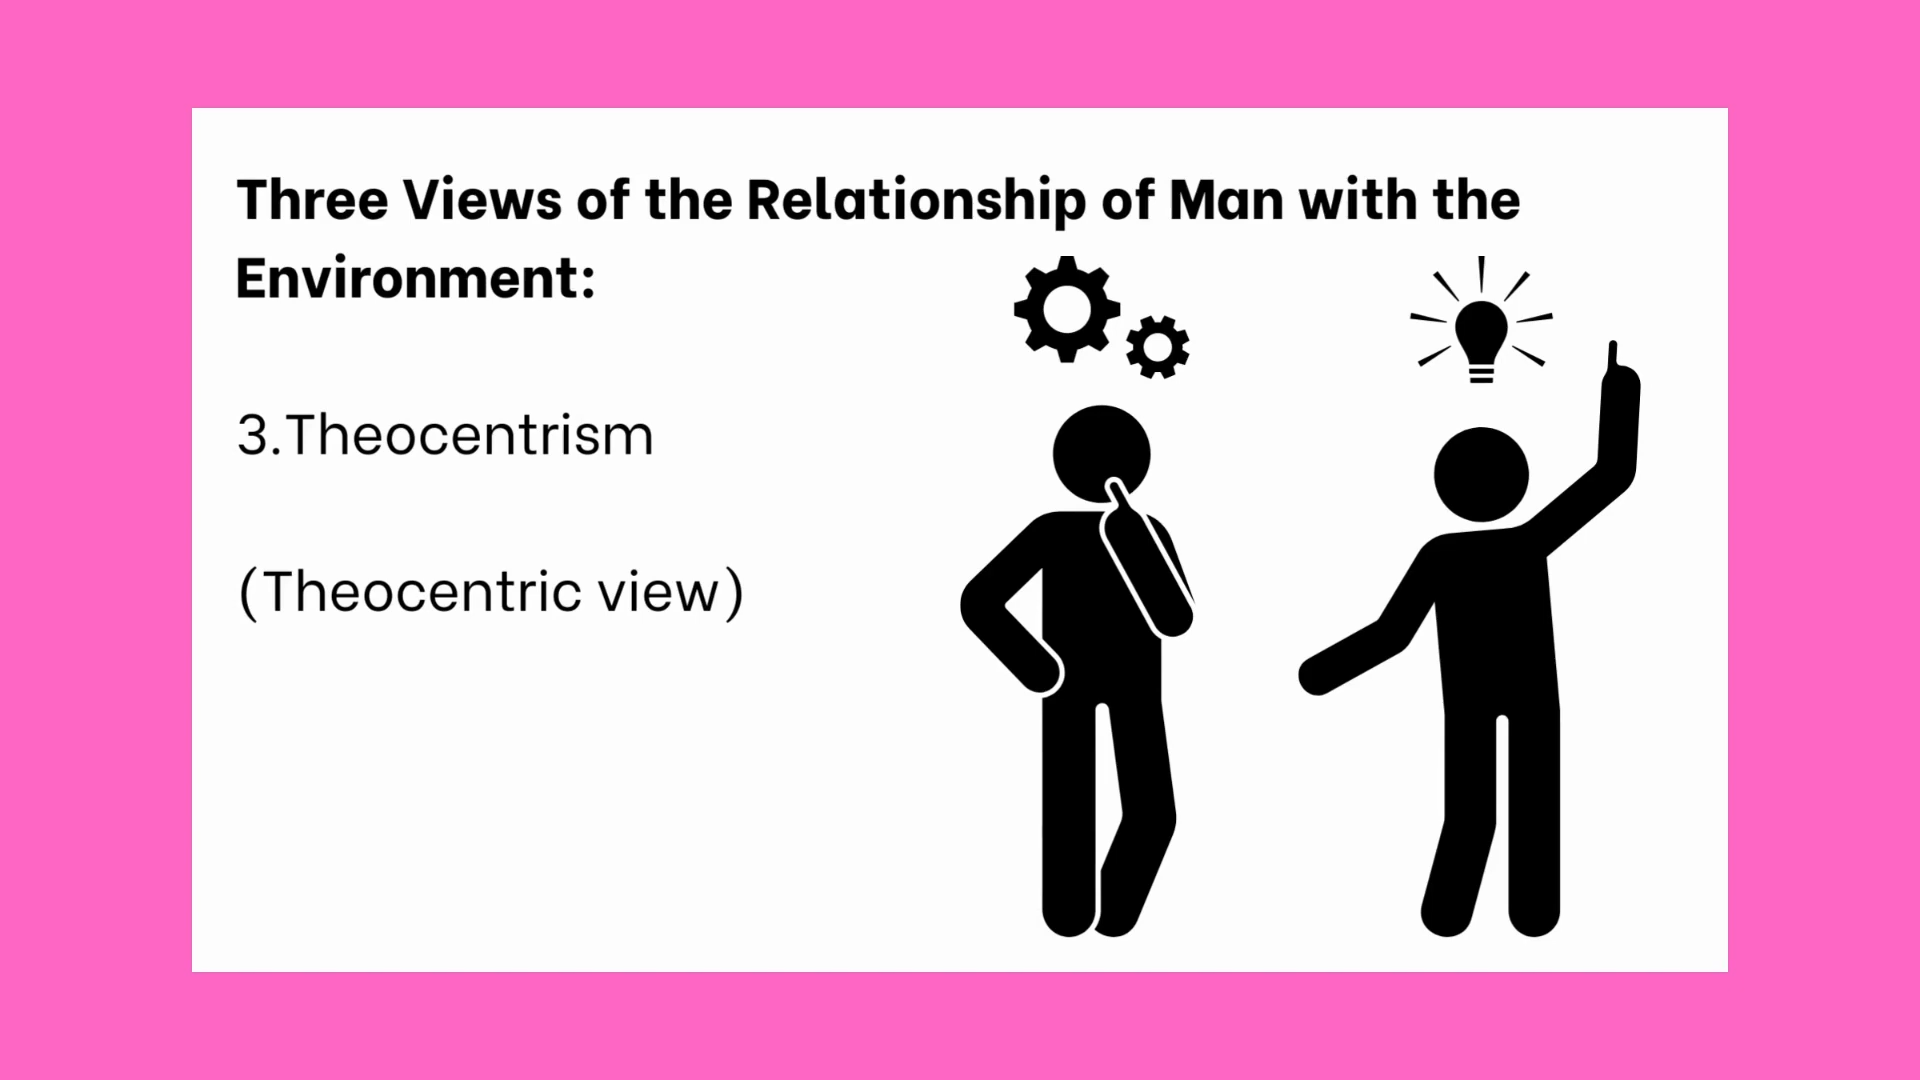 Three Views of the Relationship of Man with the
Environment:
3.Theocentrism
(Theocentric view)